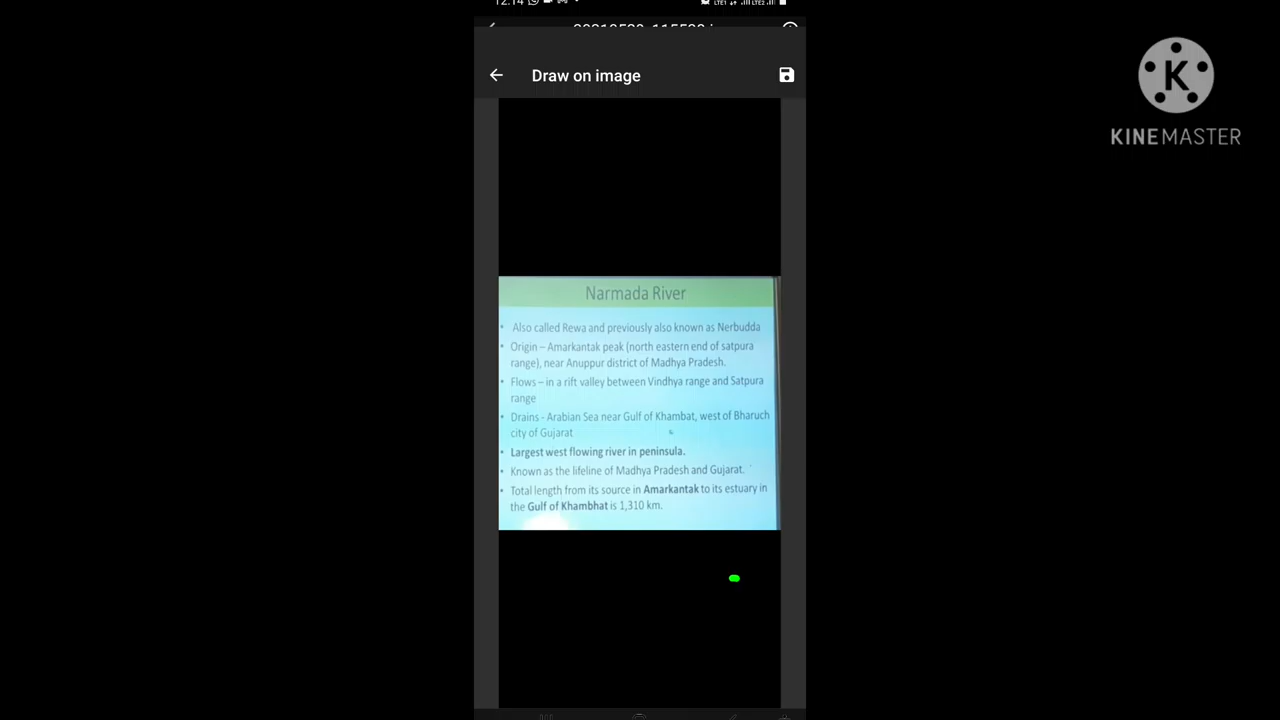 12:14
Draw on image
KINEMASTER
Narmada River
• Also called Rewa and previously also known as Nerbudda
• Origin – Amarkantak peak (north eastern end of satpura
range), near Anuppur district of Madhya Pradesh.
• Flows – in a rift valley between Vindhya range and Satpura
range
• Drains - Arabian Sea near Gulf of Khambat, west of Bharuch
city of Gujarat
• Largest west flowing river in peninsula.
• Known as the lifeline of Madhya Pradesh and Gujarat.
• Total length from its source in Amarkantak to its estuary in
the Gulf of Khambhat is 1,310 km.